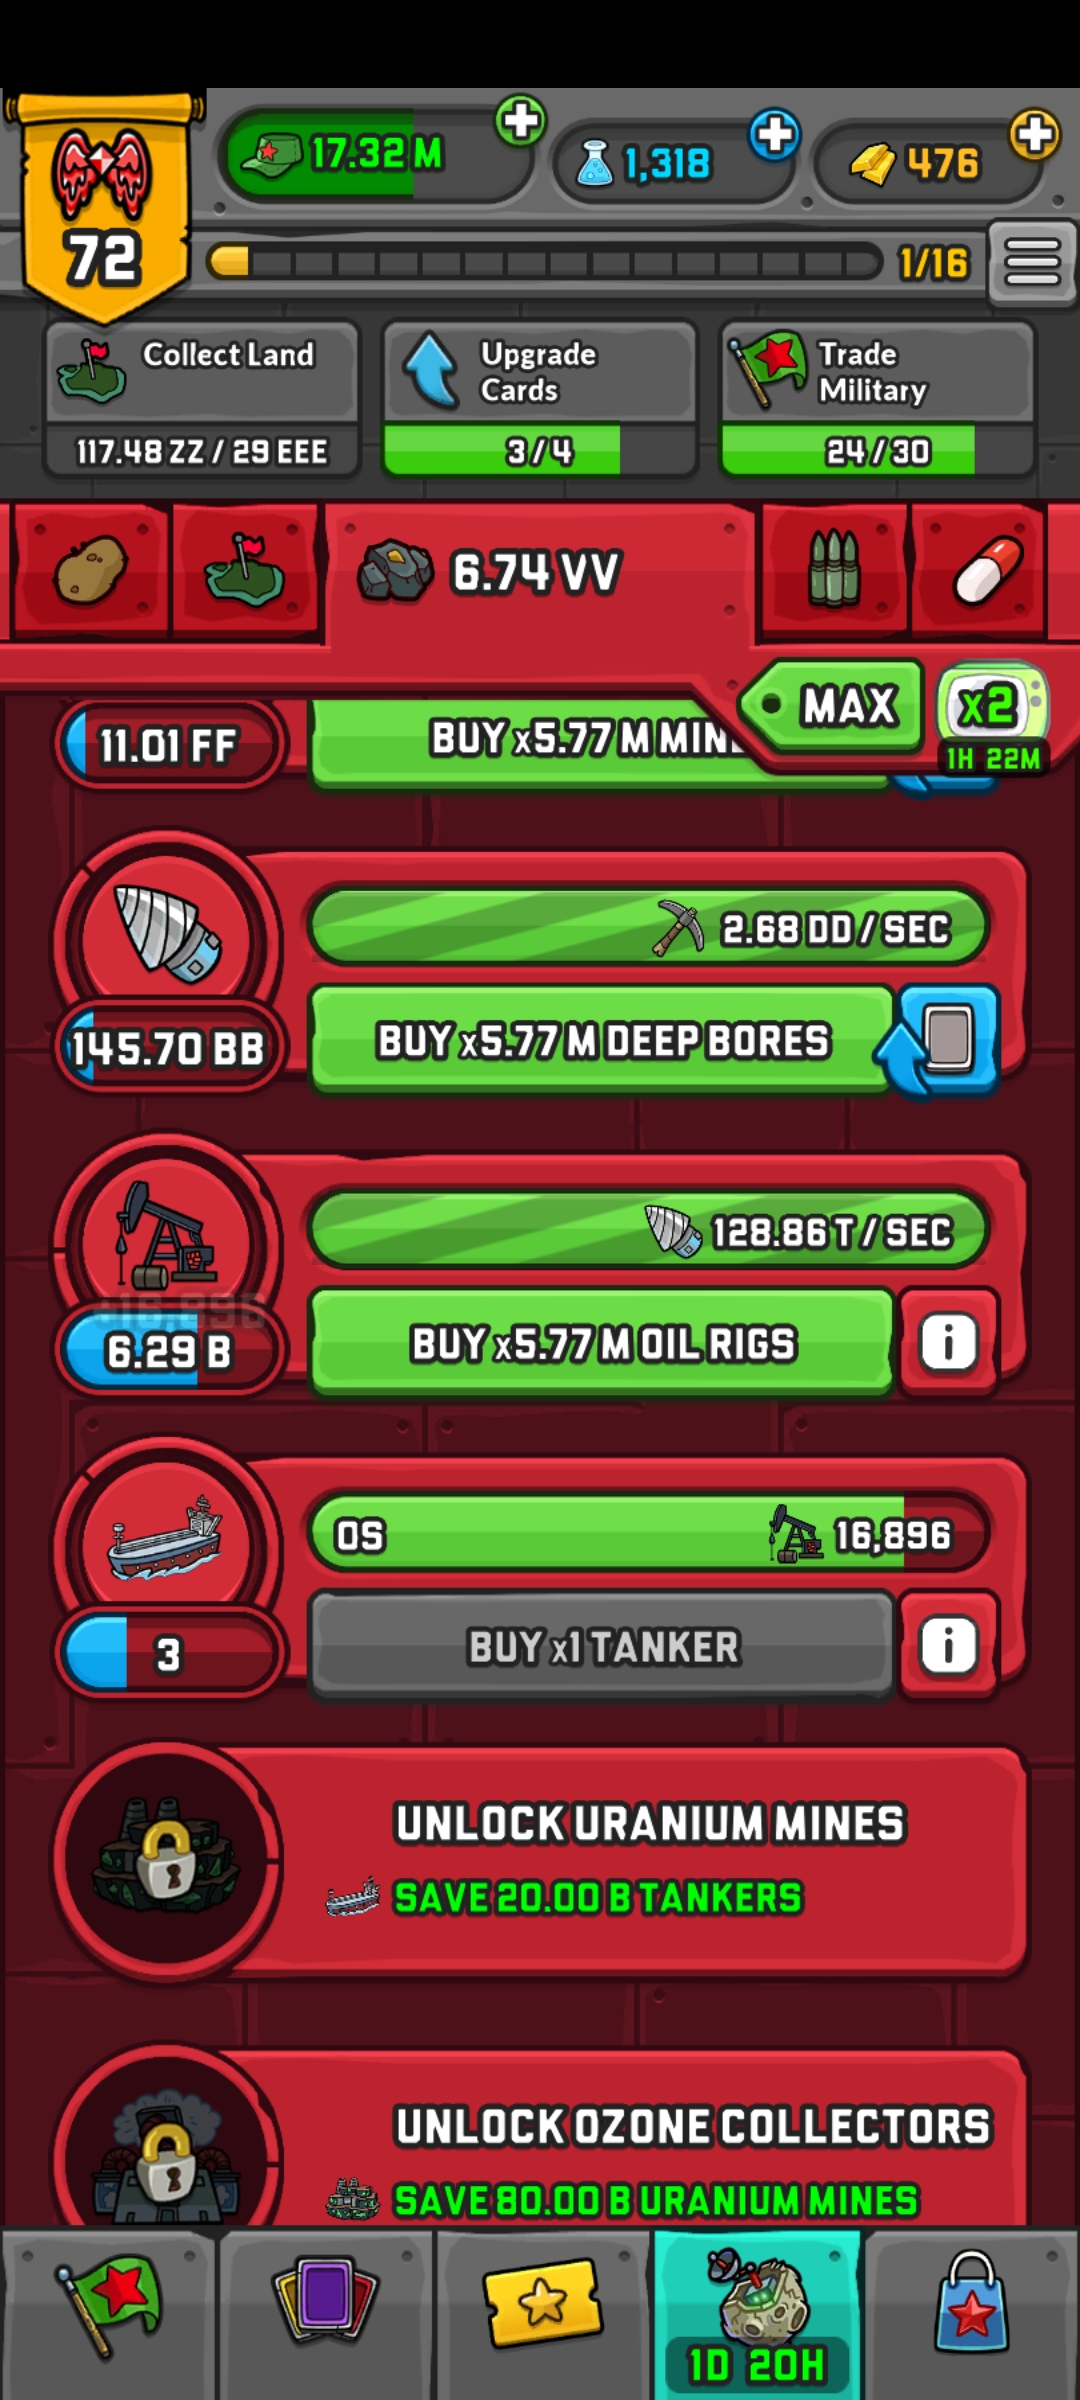 17.32 M
1,318
476
72
1/16
Collect Land
117.48 ZZ / 29 EEE
Upgrade
Cards
3/4
Trade
Military
24/30
6.74 VV
MAX
x2
1H 22M
11.01 FF
BUY x5.77 M MIN
2.68 DD / SEC
145.70 BB
BUY x5.77 M DEEP BORES
128.86 T / SEC
+16,896
6.29 B
BUY x5.77 M OIL RIGS
i
0S
16,896
3
BUY x1 TANKER
i
UNLOCK URANIUM MINES
SAVE 20.00 B TANKERS
UNLOCK OZONE COLLECTORS
SAVE 80.00 B URANIUM MINES
1D 20H